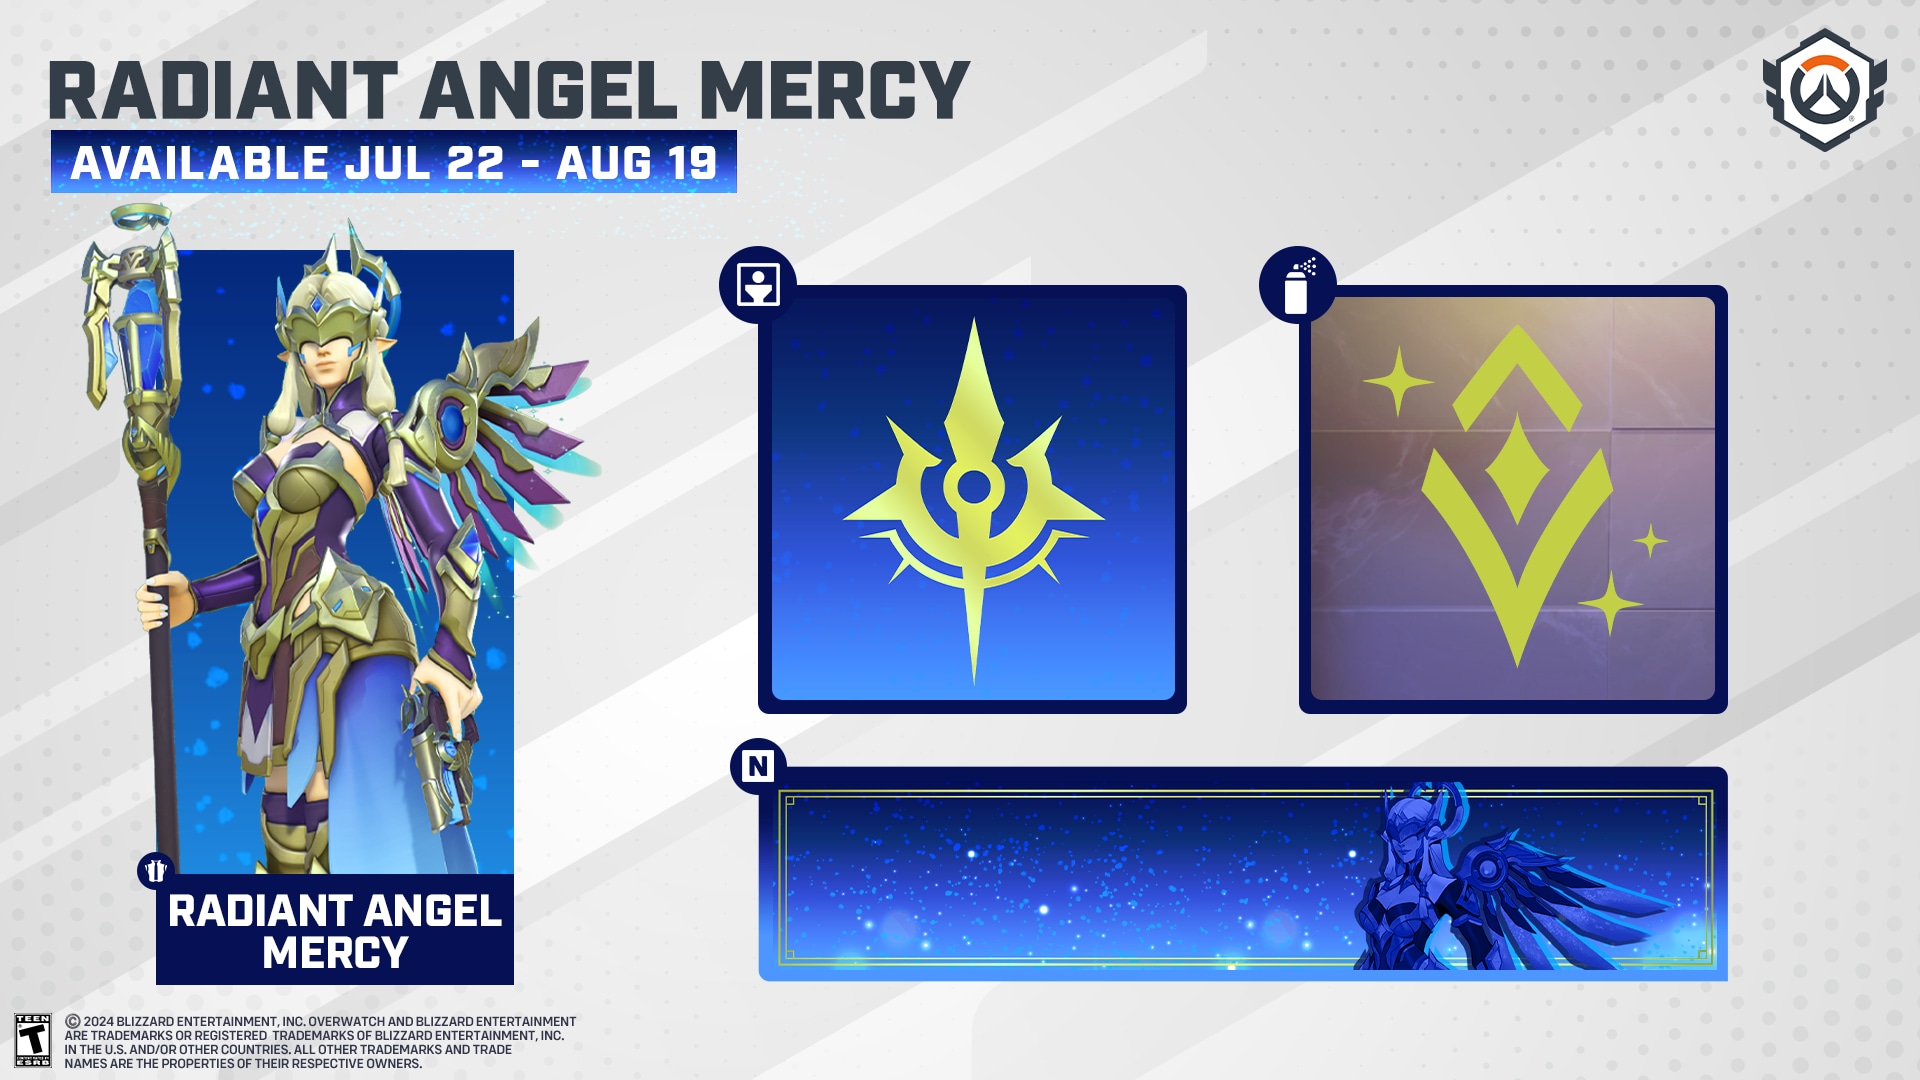 RADIANT ANGEL MERCY
AVAILABLE JUL 22 - AUG 19
N
RADIANT ANGEL
MERCY
TEEN
T
ESRB
© 2024 BLIZZARD ENTERTAINMENT, INC. OVERWATCH AND BLIZZARD ENTERTAINMENT
ARE TRADEMARKS OR REGISTERED TRADEMARKS OF BLIZZARD ENTERTAINMENT, INC.
IN THE U.S. AND/OR OTHER COUNTRIES. ALL OTHER TRADEMARKS AND TRADE
NAMES ARE THE PROPERTIES OF THEIR RESPECTIVE OWNERS.